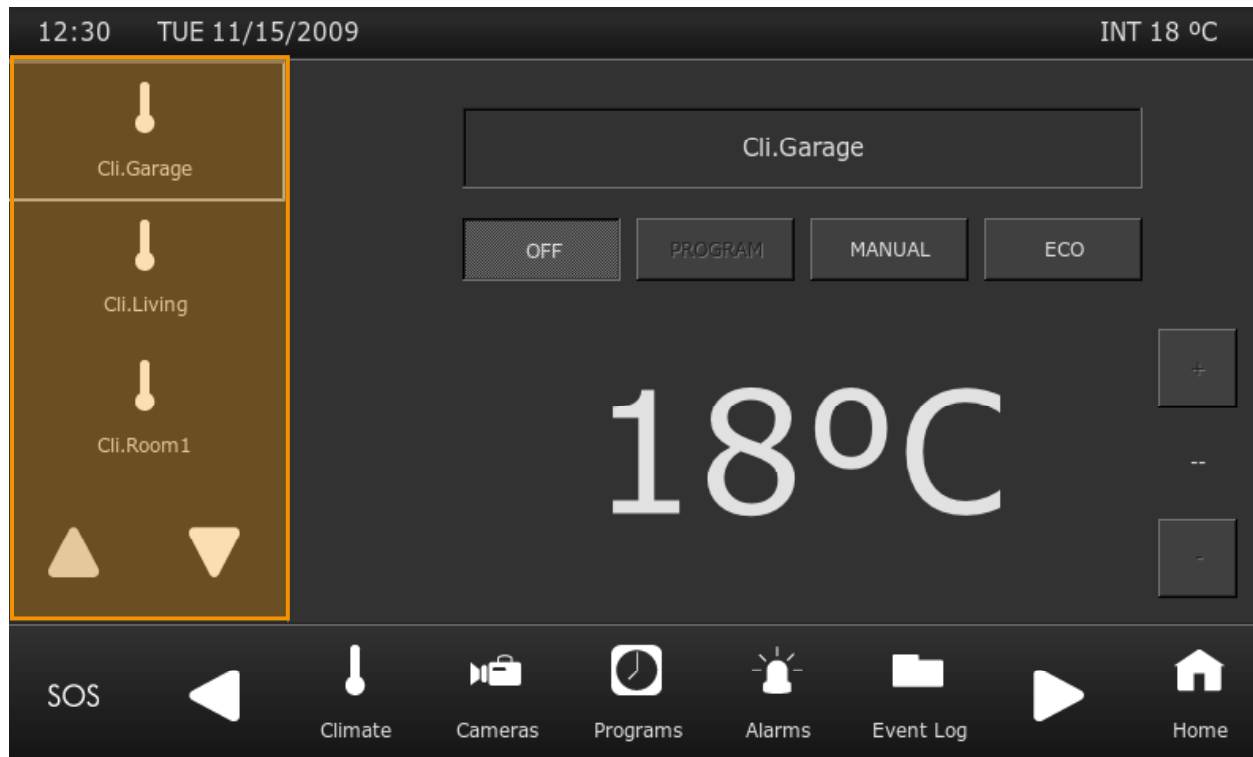 12:30 TUE 11/15/2009 INT 18 ºC
Cli.Garage
Cli.Living
Cli.Room1
Cli.Garage
OFF PROGRAM MANUAL ECO
18ºC
+
--
-
SOS
Climate Cameras Programs Alarms Event Log Home